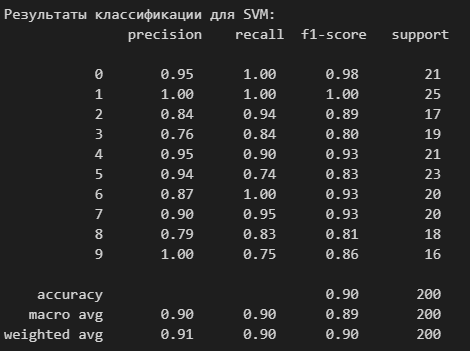 Результаты классификации для SVM:
precision recall f1-score support
0 0.95 1.00 0.98 21
1 1.00 1.00 1.00 25
2 0.84 0.94 0.89 17
3 0.76 0.84 0.80 19
4 0.95 0.90 0.93 21
5 0.94 0.74 0.83 23
6 0.87 1.00 0.93 20
7 0.90 0.95 0.93 20
8 0.79 0.83 0.81 18
9 1.00 0.75 0.86 16
accuracy 0.90 200
macro avg 0.90 0.90 0.89 200
weighted avg 0.91 0.90 0.90 200